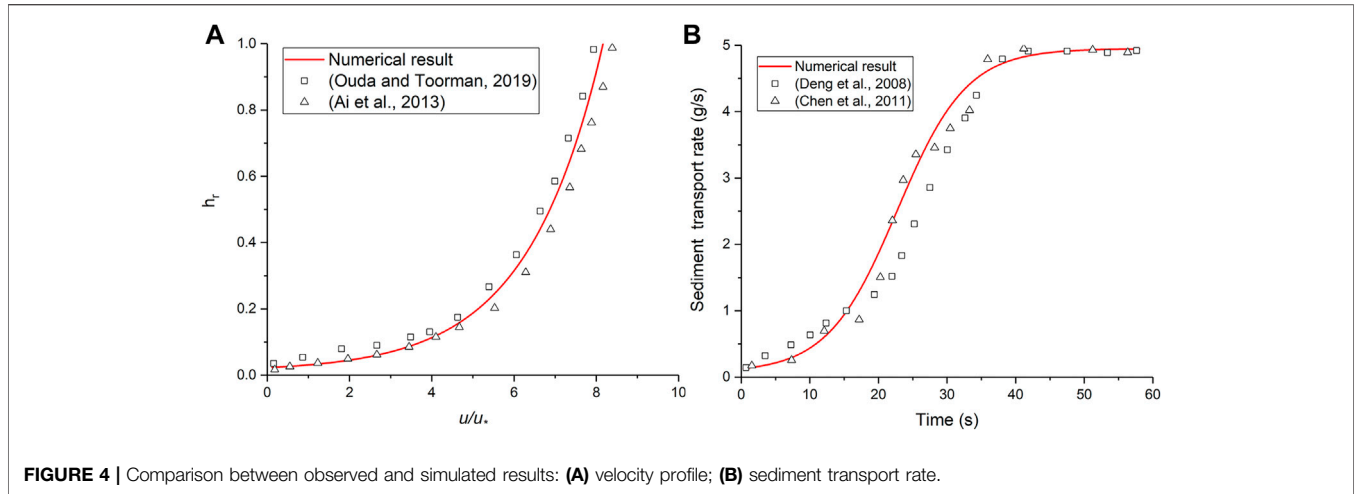 A
1.0
0.8
0.6
0.4
0.2
0.0
h_r
0 2 4 6 8 10
u/u*
Numerical result
(Ouda and Toorman, 2019)
(Ai et al., 2013)
B
5
4
3
2
1
0
Sediment transport rate (g/s)
0 10 20 30 40 50 60
Time (s)
Numerical result
(Deng et al., 2008)
(Chen et al., 2011)
FIGURE 4 | Comparison between observed and simulated results: (A) velocity profile; (B) sediment transport rate.